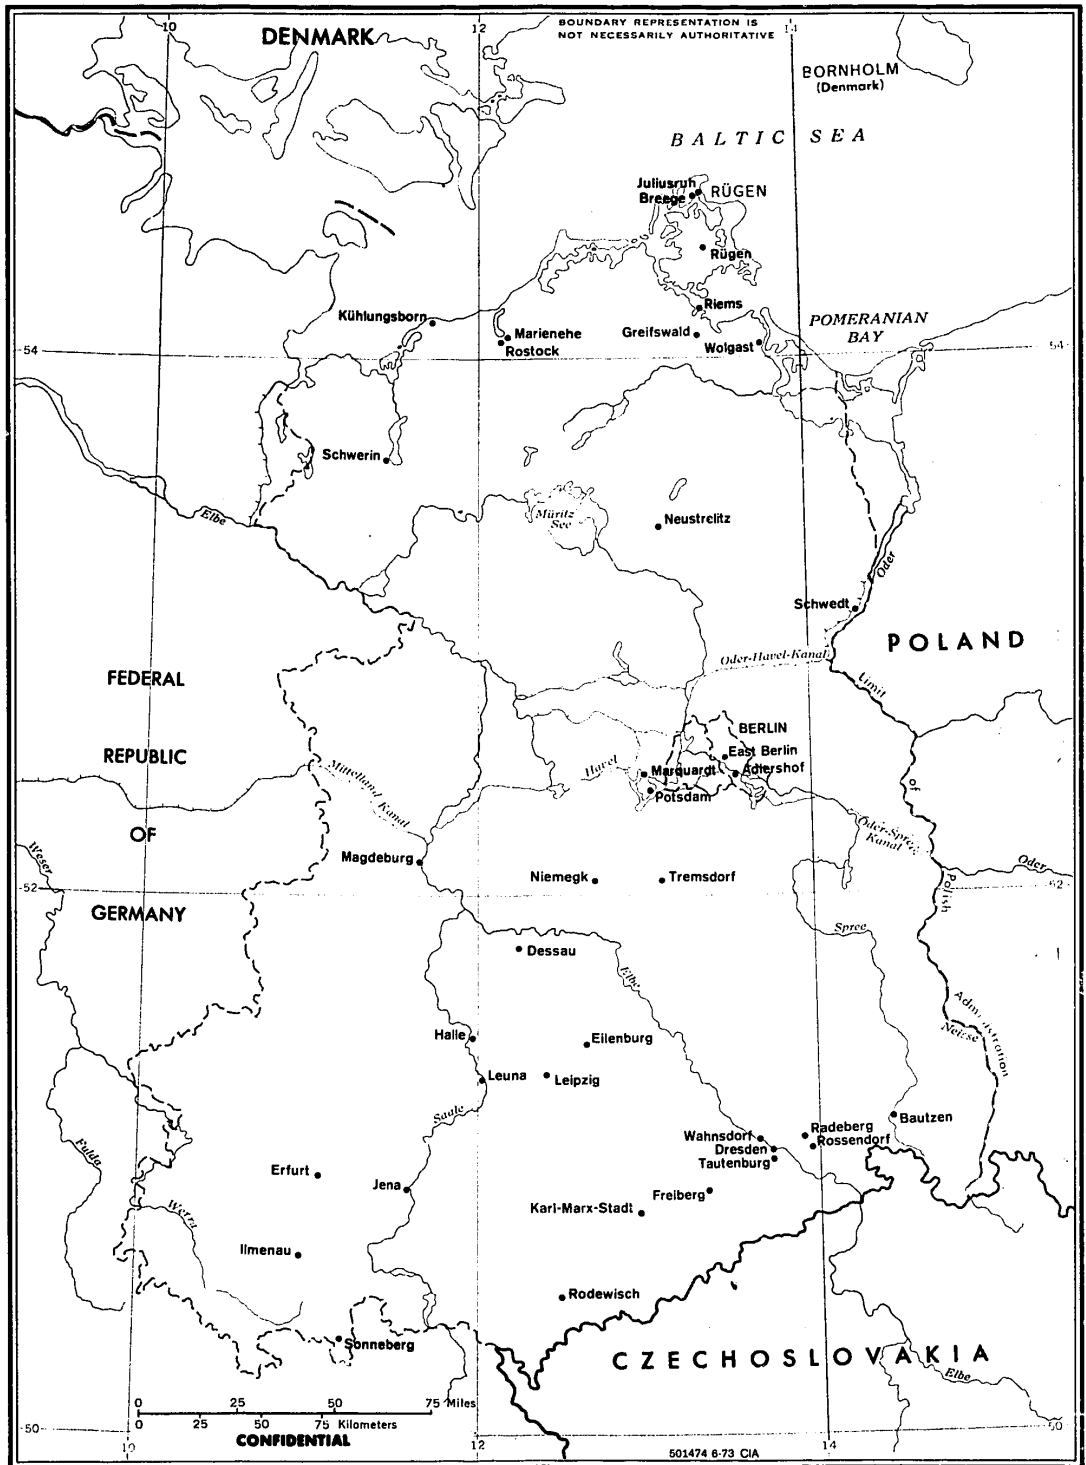 10
12
14
DENMARK
BOUNDARY REPRESENTATION IS
NOT NECESSARILY AUTHORITATIVE
BORNHOLM
(Denmark)
BALTIC SEA
Juliusruh
Breege
RÜGEN
Rügen
Riems
Kühlungsborn
Marienehe
Rostock
Greifswald
Wolgast
POMERANIAN
BAY
54
54
Schwerin
Elbe
Müritz
See
Neustrelitz
Oder
Schwedt
POLAND
Oder-Havel-Kanal
Limit
of
Polish
Administration
FEDERAL
REPUBLIC
OF
GERMANY
BERLIN
East Berlin
Havel
Marquardt
Adlershof
Potsdam
Mittelland Kanal
Oder-Spree
Kanal
Weser
Magdeburg
Oder
52
52
Niemegk
Tremsdorf
Spree
Dessau
Elbe
Neisse
Halle
Eilenburg
Leuna
Leipzig
Saale
Bautzen
Radeberg
Rossendorf
Wahnsdorf
Dresden
Tautenburg
Fulda
Erfurt
Jena
Freiberg
Karl-Marx-Stadt
Werra
Ilmenau
Rodewisch
Sonneberg
CZECHOSLOVAKIA
Elbe
0 25 50 75 Miles
0 25 50 75 Kilometers
50
50
CONFIDENTIAL
10
12
14
501474 6-73 CIA